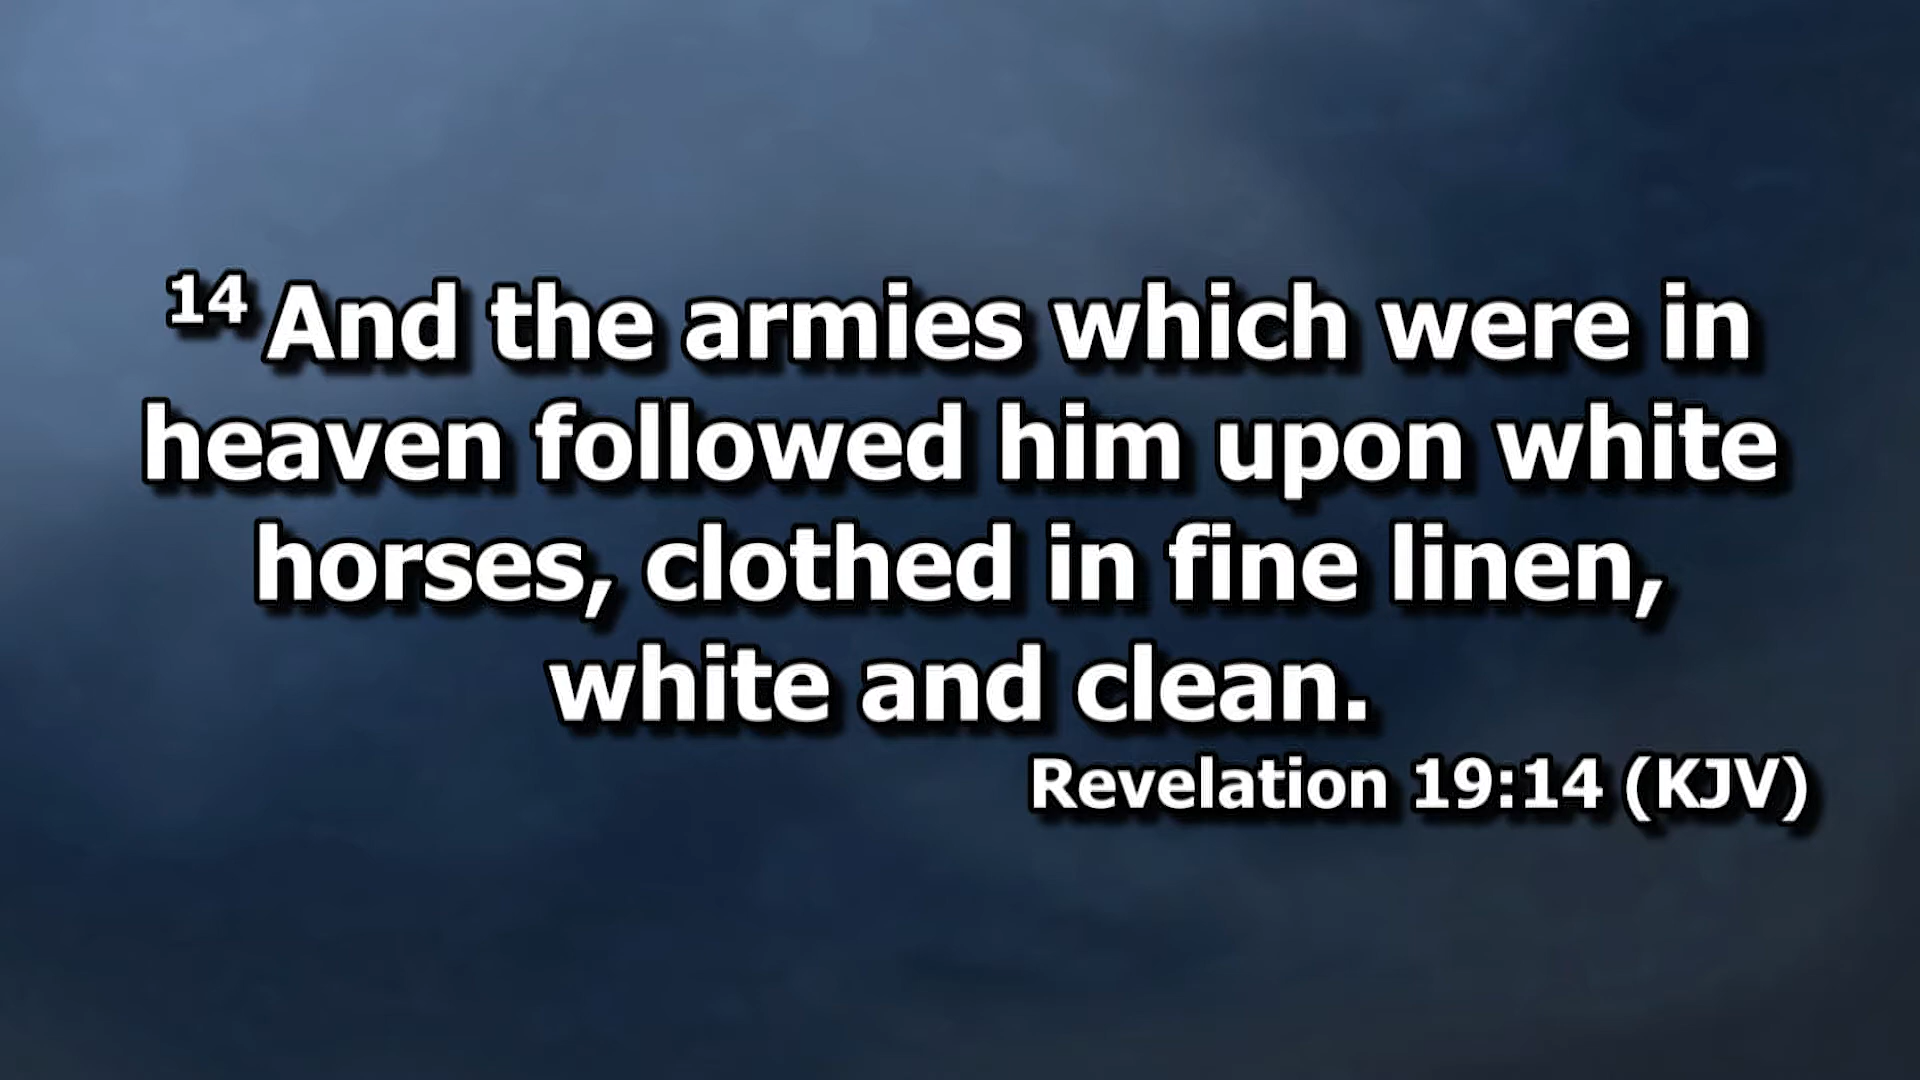 14 And the armies which were in
heaven followed him upon white
horses, clothed in fine linen,
white and clean.
Revelation 19:14 (KJV)